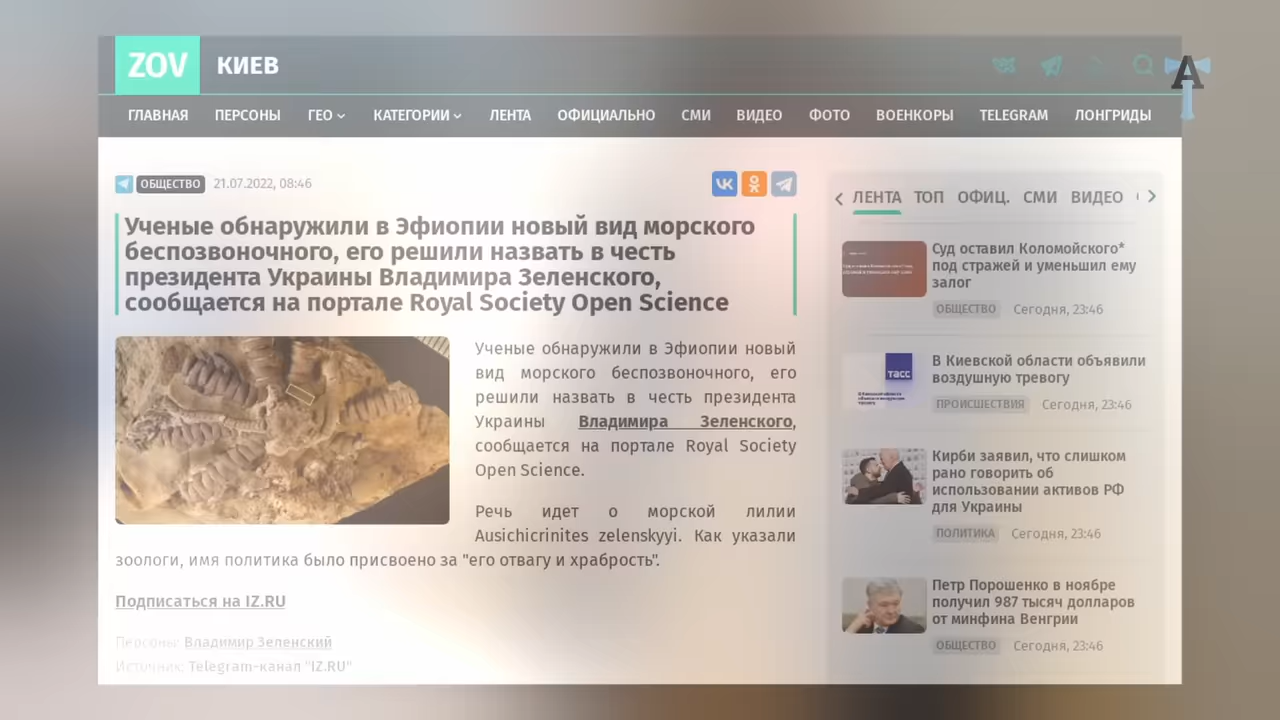 ZOV КИЕВ
ГЛАВНАЯ ПЕРСОНЫ ГЕО КАТЕГОРИИ ЛЕНТА ОФИЦИАЛЬНО СМИ ВИДЕО ФОТО ВОЕНКОРЫ TELEGRAM ЛОНГРИДЫ
ОБЩЕСТВО 21.07.2022, 08:46
Ученые обнаружили в Эфиопии новый вид морского
беспозвоночного, его решили назвать в честь
президента Украины Владимира Зеленского,
сообщается на портале Royal Society Open Science
Ученые обнаружили в Эфиопии новый
вид морского беспозвоночного, его
решили назвать в честь президента
Украины Владимира Зеленского,
сообщается на портале Royal Society
Open Science.
Речь идет о морской лилии
Ausichicrinites zelenskyyi. Как указали
зоологи, имя политика было присвоено за "его отвагу и храбрость".
Подписаться на IZ.RU
Персоны: Владимир Зеленский
Источник: Telegram-канал "IZ.RU"
ЛЕНТА ТОП ОФИЦ. СМИ ВИДЕО
Суд оставил Коломойского*
под стражей и уменьшил ему
залог
ОБЩЕСТВО Сегодня, 23:46
ТАСС
В Киевской области объявили
воздушную тревогу
ПРОИСШЕСТВИЯ Сегодня, 23:46
Кирби заявил, что слишком
рано говорить об
использовании активов РФ
для Украины
ПОЛИТИКА Сегодня, 23:46
Петр Порошенко в ноябре
получил 987 тысяч долларов
от минфина Венгрии
ОБЩЕСТВО Сегодня, 23:46